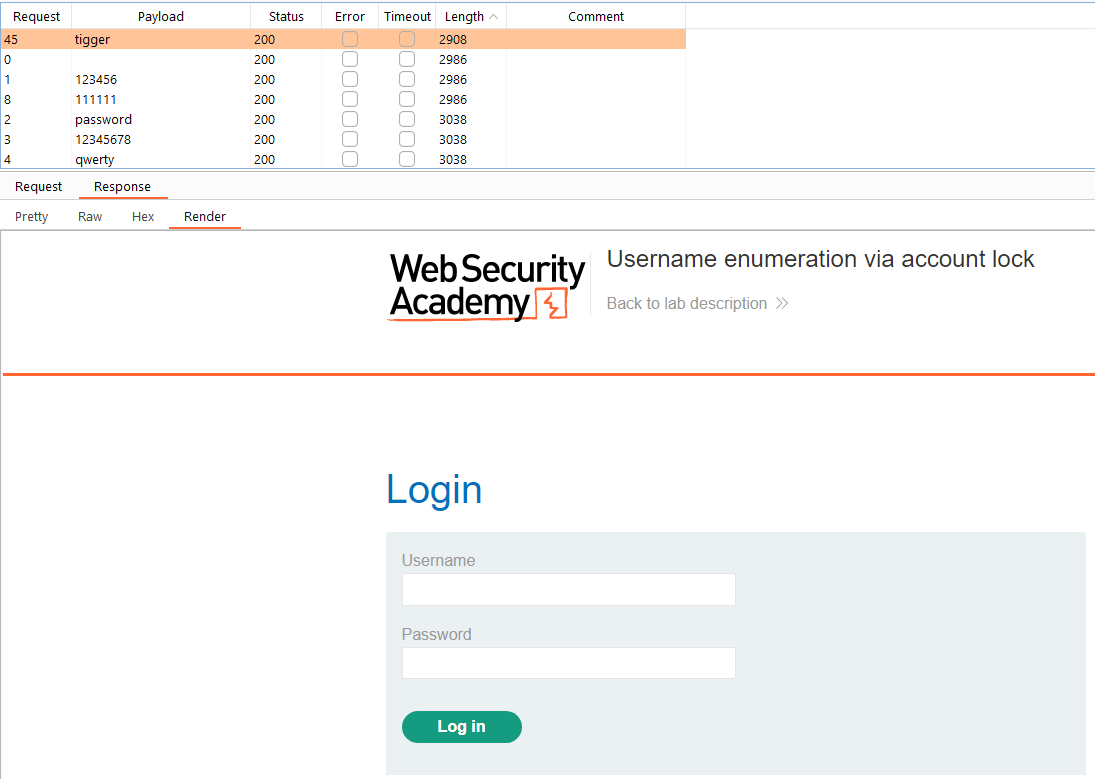 Request Payload Status Error Timeout Length Comment
45 tigger 200 2908
0 200 2986
1 123456 200 2986
8 111111 200 2986
2 password 200 3038
3 12345678 200 3038
4 qwerty 200 3038
Request Response
Pretty Raw Hex Render
Web Security
Academy
Username enumeration via account lock
Back to lab description
Login
Username
Password
Log in